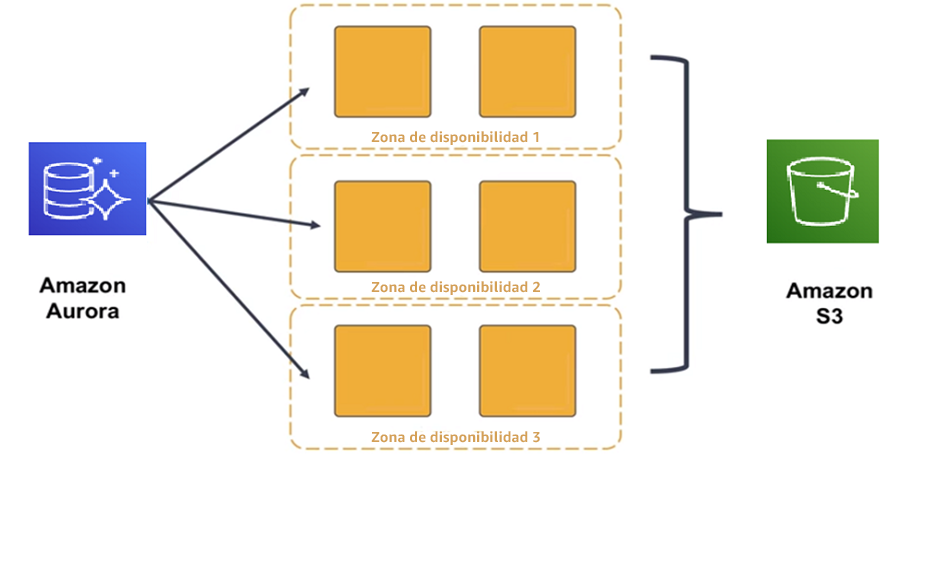 Zona de disponibilidad 1
Amazon
Aurora
Zona de disponibilidad 2
Amazon
S3
Zona de disponibilidad 3